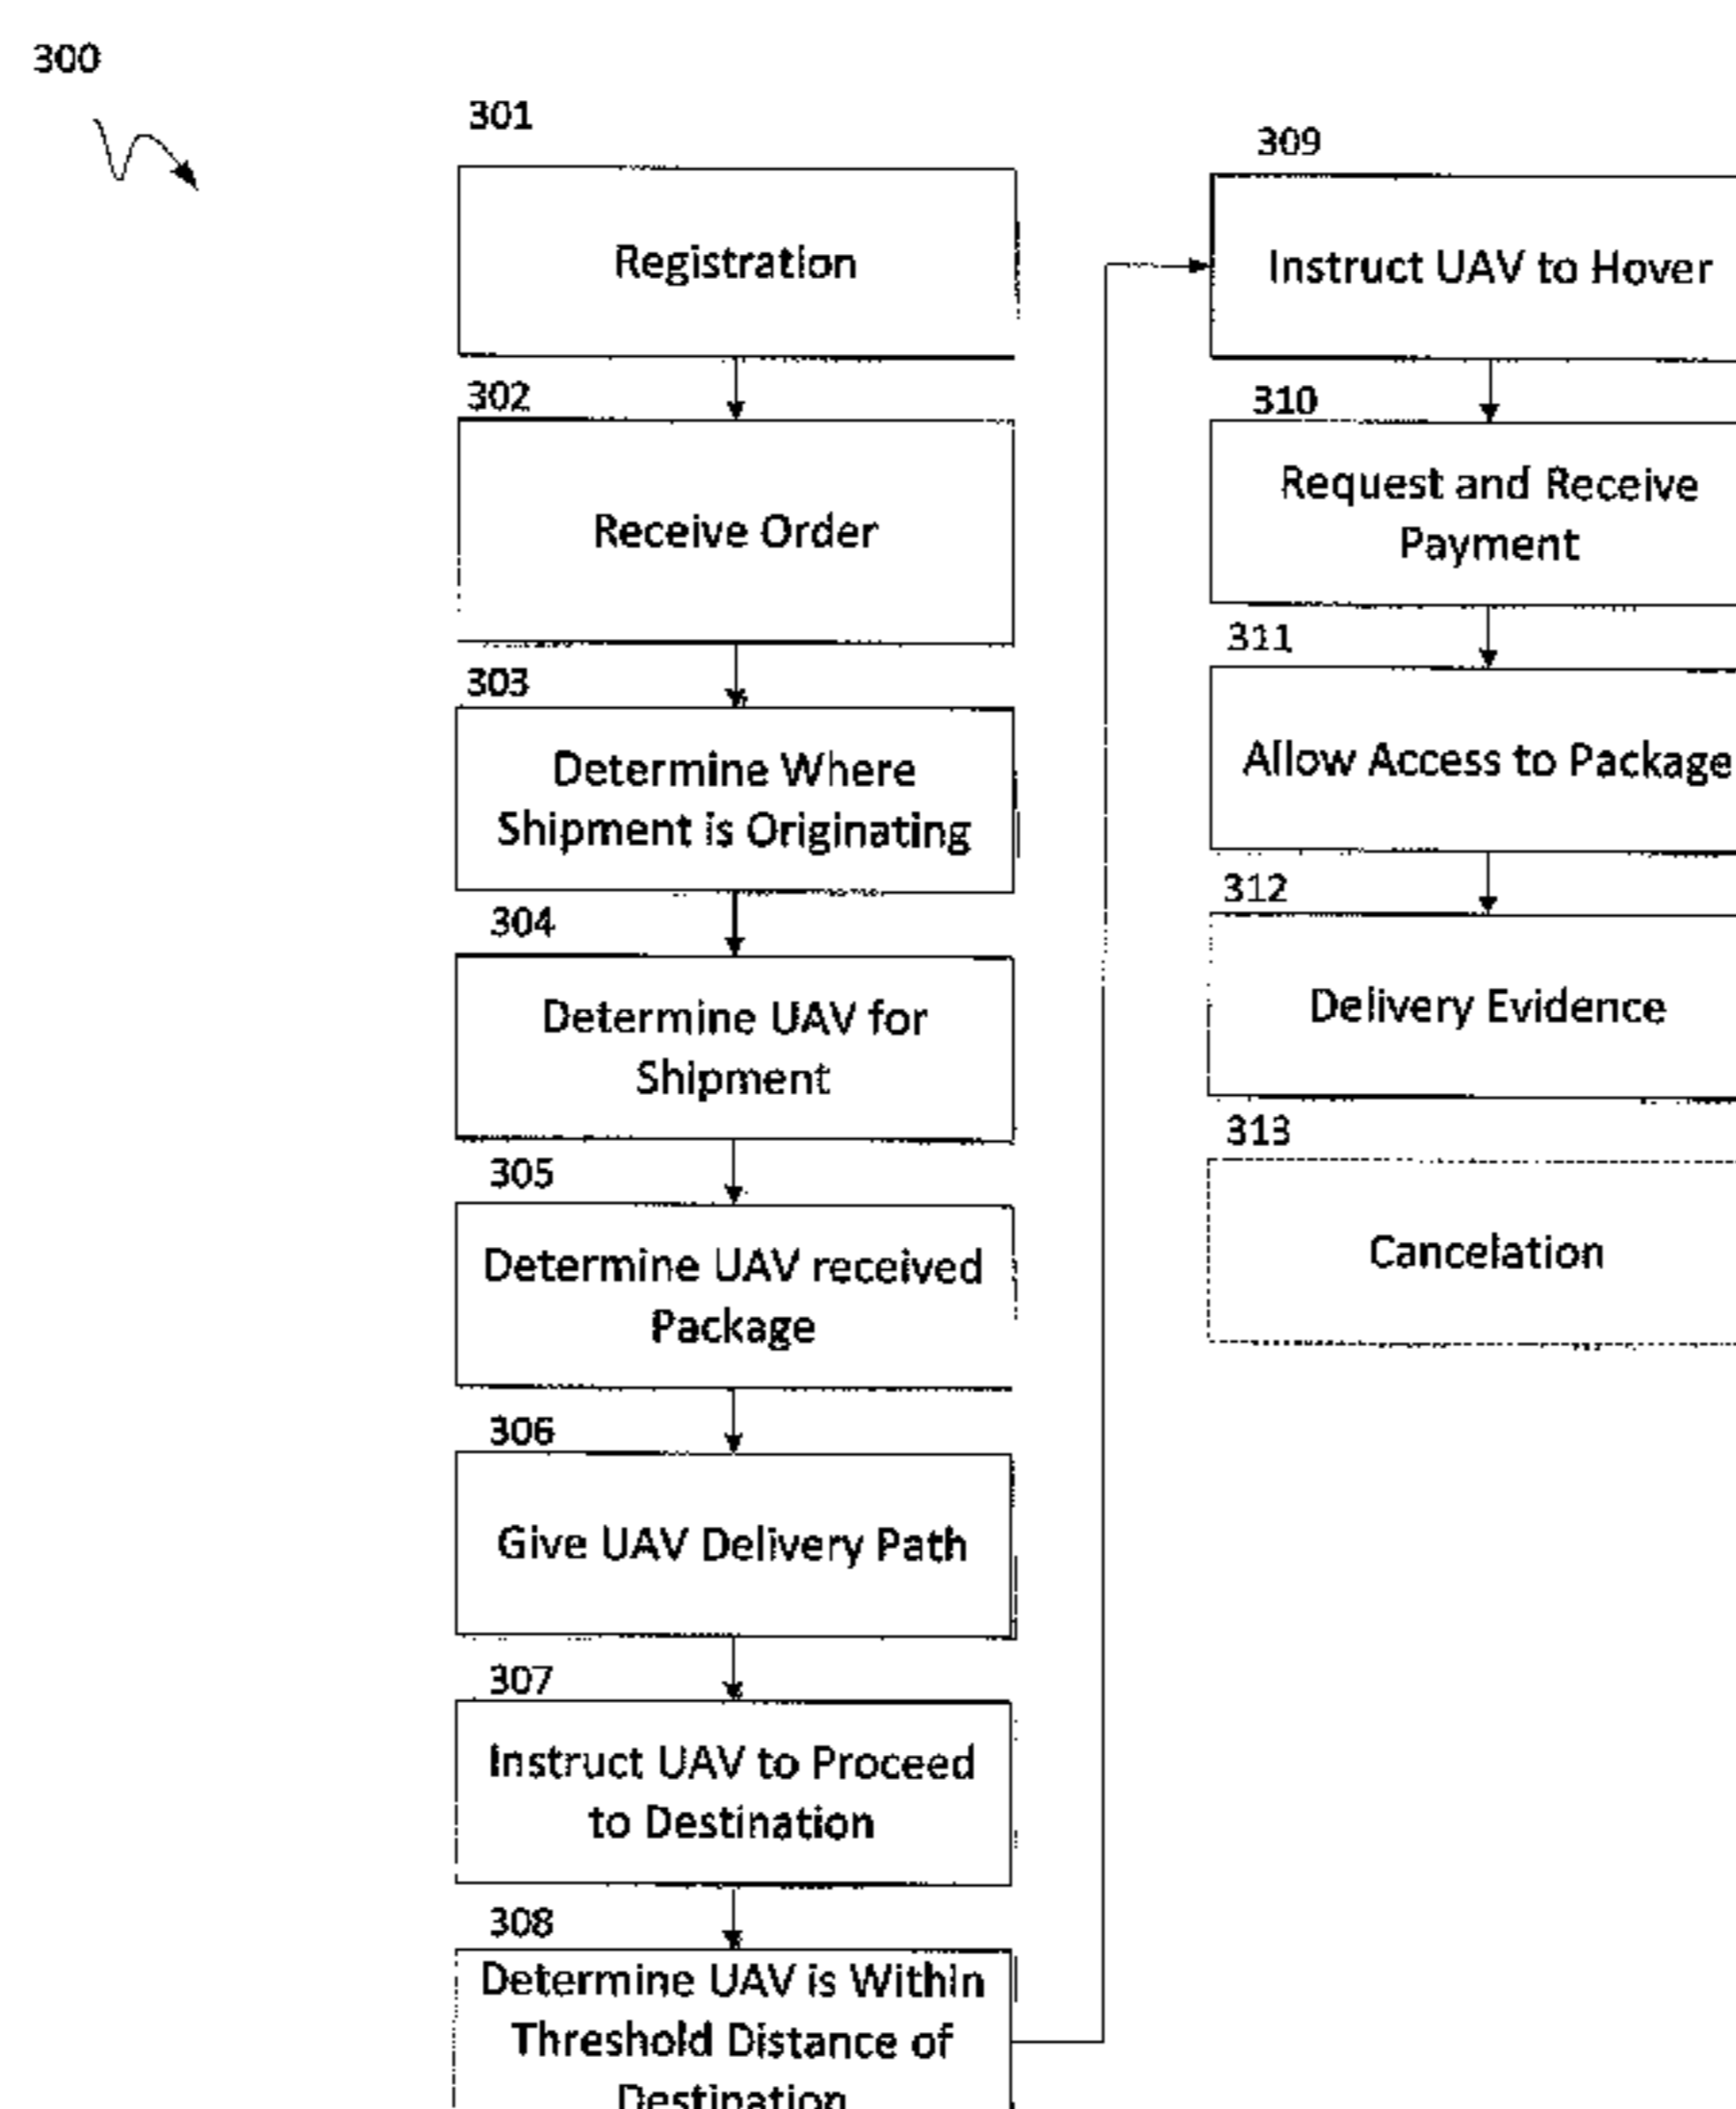 300
301
Registration
302
Receive Order
303
Determine Where
Shipment is Originating
304
Determine UAV for
Shipment
305
Determine UAV received
Package
306
Give UAV Delivery Path
307
Instruct UAV to Proceed
to Destination
308
Determine UAV is Within
Threshold Distance of
Destination
309
Instruct UAV to Hover
310
Request and Receive
Payment
311
Allow Access to Package
312
Delivery Evidence
313
Cancelation